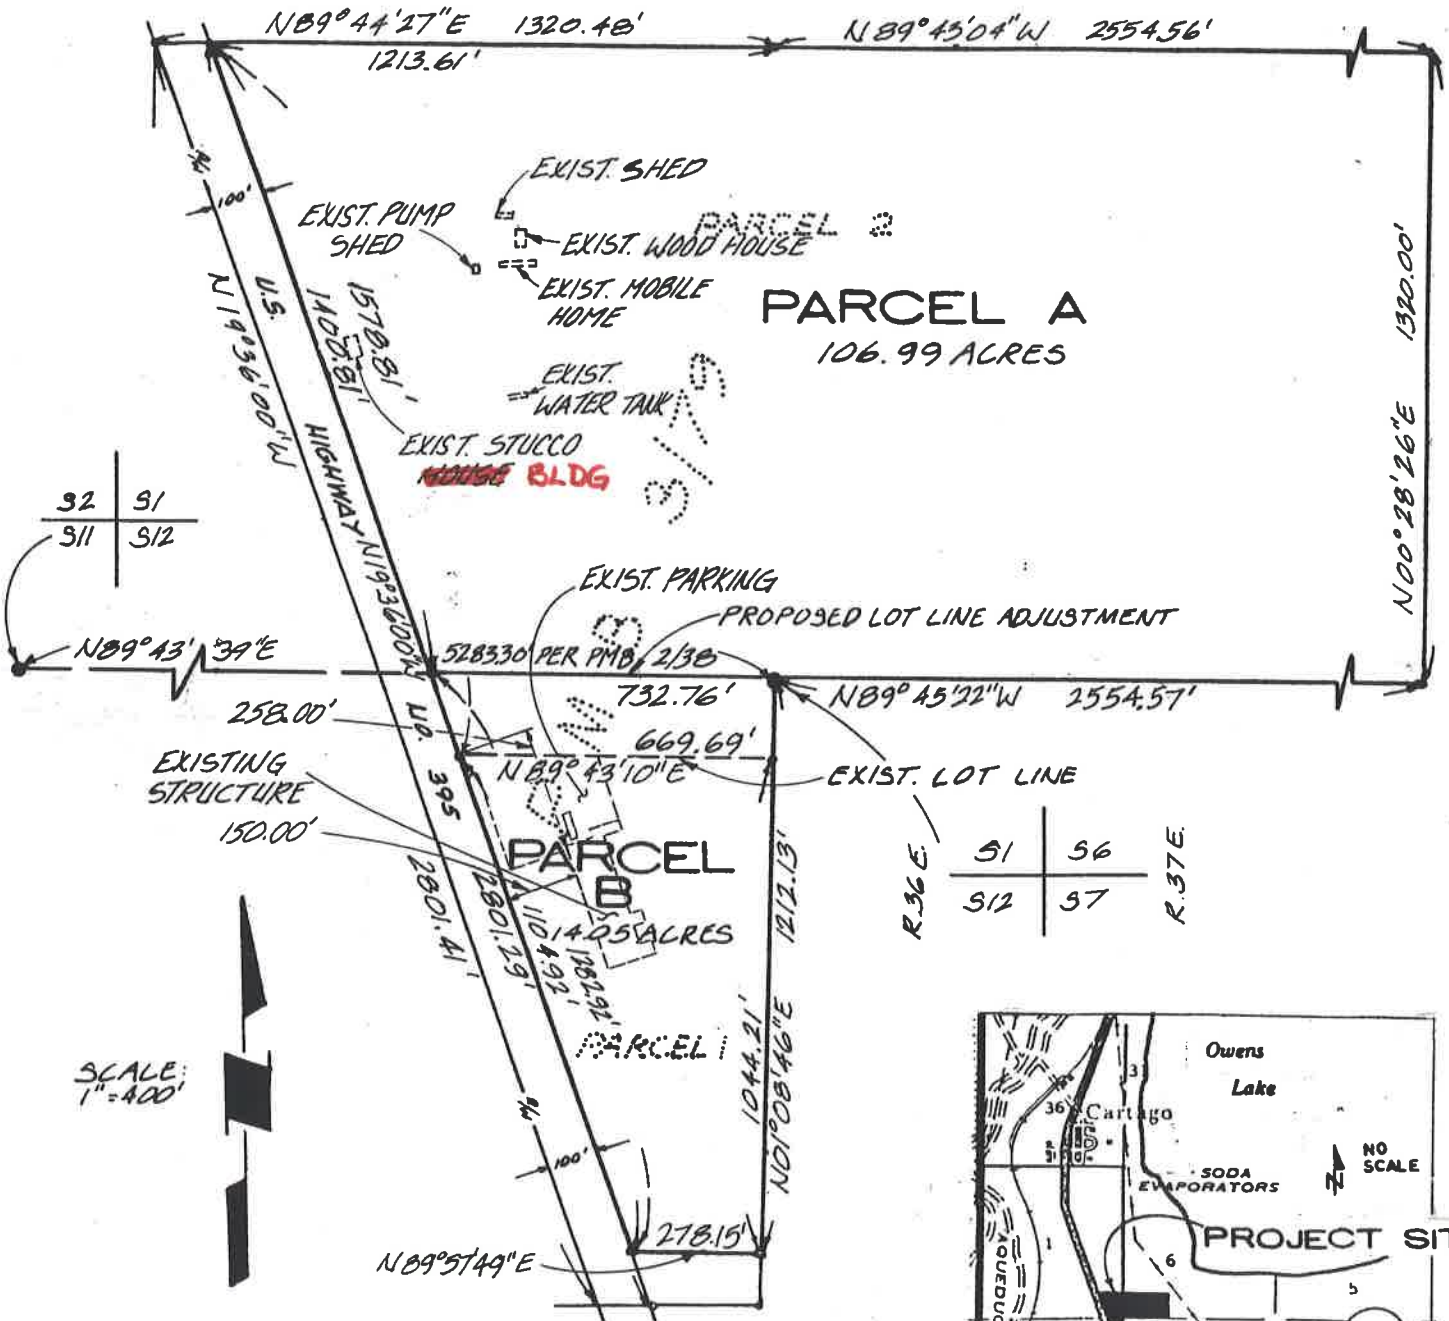 N89°44'27"E 1320.48'
1213.61'
N89°43'04"W 2554.56'
R/W
100'
EXIST. SHED
EXIST. PUMP
SHED
PARCEL 2
EXIST. WOOD HOUSE
EXIST. MOBILE
HOME
PARCEL A
106.99 ACRES
N00°28'26"E 1320.00'
N19°36'00"W
U.S.
HIGHWAY
No. 395
1400.81'
EXIST.
WATER TANK
EXIST. STUCCO
HOUSE BLDG
S2 S1
S11 S12
N19°36'00"W
EXIST. PARKING
PROPOSED LOT LINE ADJUSTMENT
N89°43'39"E
5283.30' PER PMB 2/38
732.76'
N89°45'22"W 2554.57'
258.00'
669.69'
N89°43'10"E
EXIST. LOT LINE
EXISTING
STRUCTURE
150.00'
PARCEL
B
14.05 ACRES
R.36E.
S1 S6
S12 S7
R.37E.
2801.41'
2801.29'
1104.92'
1282.92'
1212.13'
1044.21'
N01°08'46"E
PARCEL 1
SCALE:
1"=400'
R/W
100'
278.15'
N89°57'49"E
Owens
Lake
31
36
Cartago
NO
SCALE
N
SODA
EVAPORATORS
PROJECT SIT
1
6
5
AQUEDUC